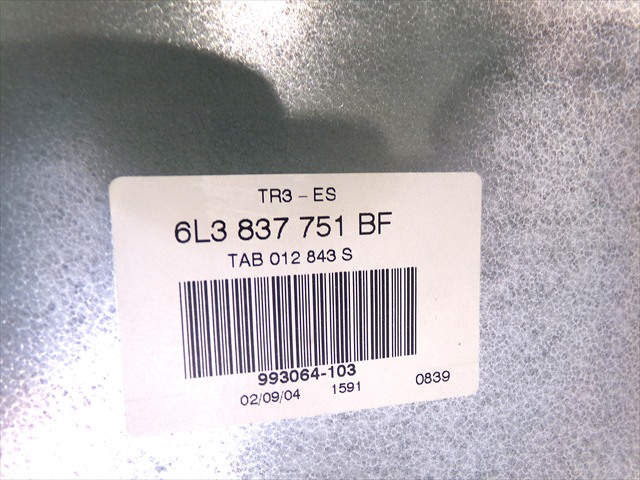 TR3 - ES
6L3 837 751 BF
TAB 012 843 S
993064-103
02/09/04 1591 0839